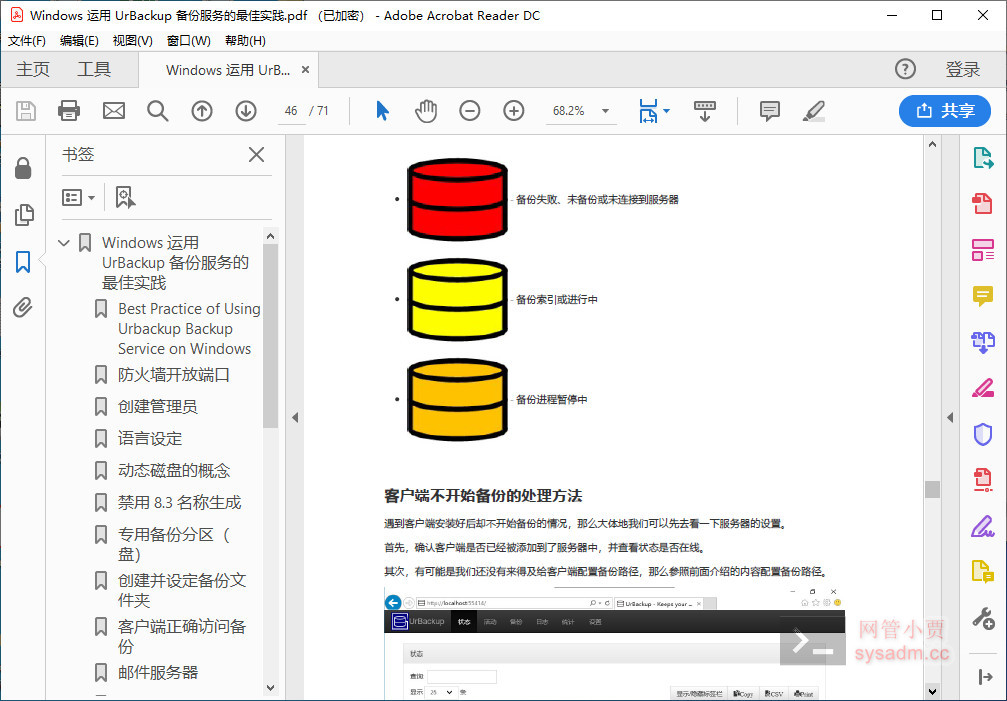 Windows 运用 UrBackup 备份服务的最佳实践.pdf （已加密） - Adobe Acrobat Reader DC
文件(F) 编辑(E) 视图(V) 窗口(W) 帮助(H)
主页 工具 Windows 运用 UrB... × 登录
46 / 71 68.2% 共享
书签
Windows 运用
UrBackup 备份服务的
最佳实践
Best Practice of Using
Urbackup Backup
Service on Windows
防火墙开放端口
创建管理员
语言设定
动态磁盘的概念
禁用 8.3 名称生成
专用备份分区（
盘）
创建并设定备份文
件夹
客户端正确访问备
份
邮件服务器
• - 备份失败、未备份或未连接到服务器
• - 备份索引或进行中
• - 备份进程暂停中
客户端不开始备份的处理方法
遇到客户端安装好后却不开始备份的情况，那么大体地我们可以先去看一下服务器的设置。
首先，确认客户端是否已经被添加到了服务器中，并查看状态是否在线。
其次，有可能是我们还没有来得及给客户端配置备份路径，那么参照前面介绍的内容配置备份路径。
http://localhost:55414/ UrBackup - Keeps your ...
UrBackup 状态 活动 备份 日志 统计 设置
状态
查询:
显示 25 条
显示/隐藏标签栏 Copy CSV Print
网管小贾
sysadm.cc